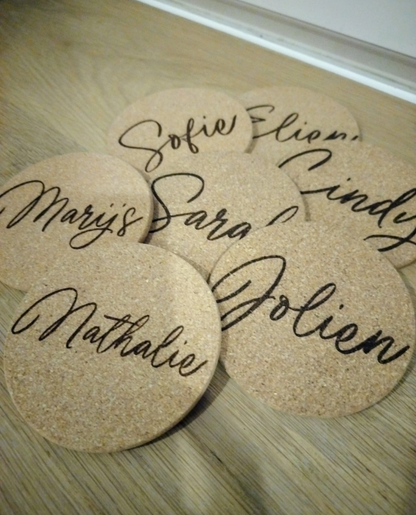 Sofie
Elien
Cindy
Marijs
Sara
Jolien
Nathalie